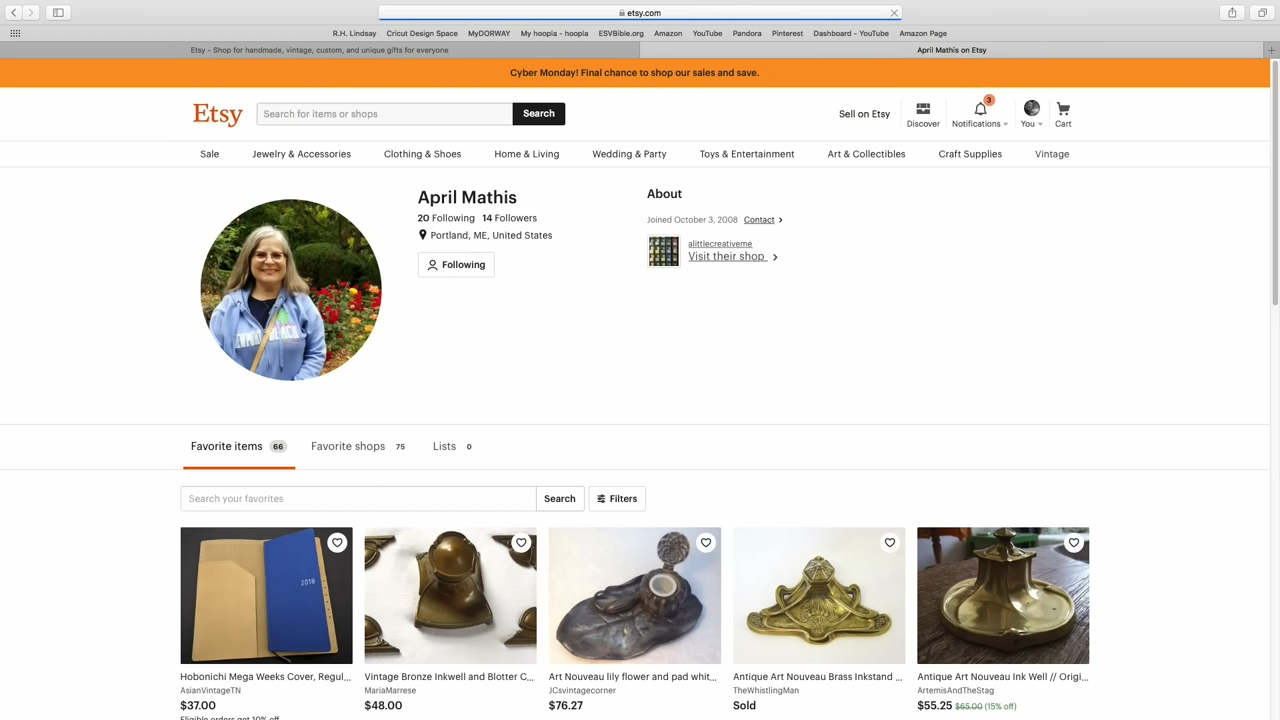 etsy.com
R.H. Lindsay Cricut Design Space MyDORWAY My hoopla - hoopla ESVBible.org Amazon YouTube Pandora Pinterest Dashboard - YouTube Amazon Page
Etsy - Shop for handmade, vintage, custom, and unique gifts for everyone April Mathis on Etsy
Cyber Monday! Final chance to shop our sales and save.
Etsy Search for items or shops Search Sell on Etsy Discover 3 Notifications You Cart
Sale Jewelry & Accessories Clothing & Shoes Home & Living Wedding & Party Toys & Entertainment Art & Collectibles Craft Supplies Vintage
April Mathis
20 Following 14 Followers
Portland, ME, United States
Following
About
Joined October 3, 2008 Contact
alittlecreativeme
Visit their shop
Favorite items 66 Favorite shops 75 Lists 0
Search your favorites Search Filters
2018
Hobonichi Mega Weeks Cover, Regul... Vintage Bronze Inkwell and Blotter C... Art Nouveau lily flower and pad whit... Antique Art Nouveau Brass Inkstand ... Antique Art Nouveau Ink Well // Origi...
AsianVintageTN MariaMarrese JCsvintagecorner TheWhistlingMan ArtemisAndTheStag
$37.00 $48.00 $76.27 Sold $55.25 $65.00 (15% off)
Eligible orders get 10% off